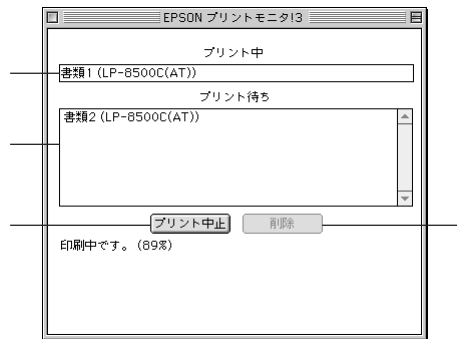 EPSON プリントモニタ!3
プリント中
書類1 (LP-8500C(AT))
プリント待ち
書類2 (LP-8500C(AT))
プリント中止 削除
印刷中です。(89%)